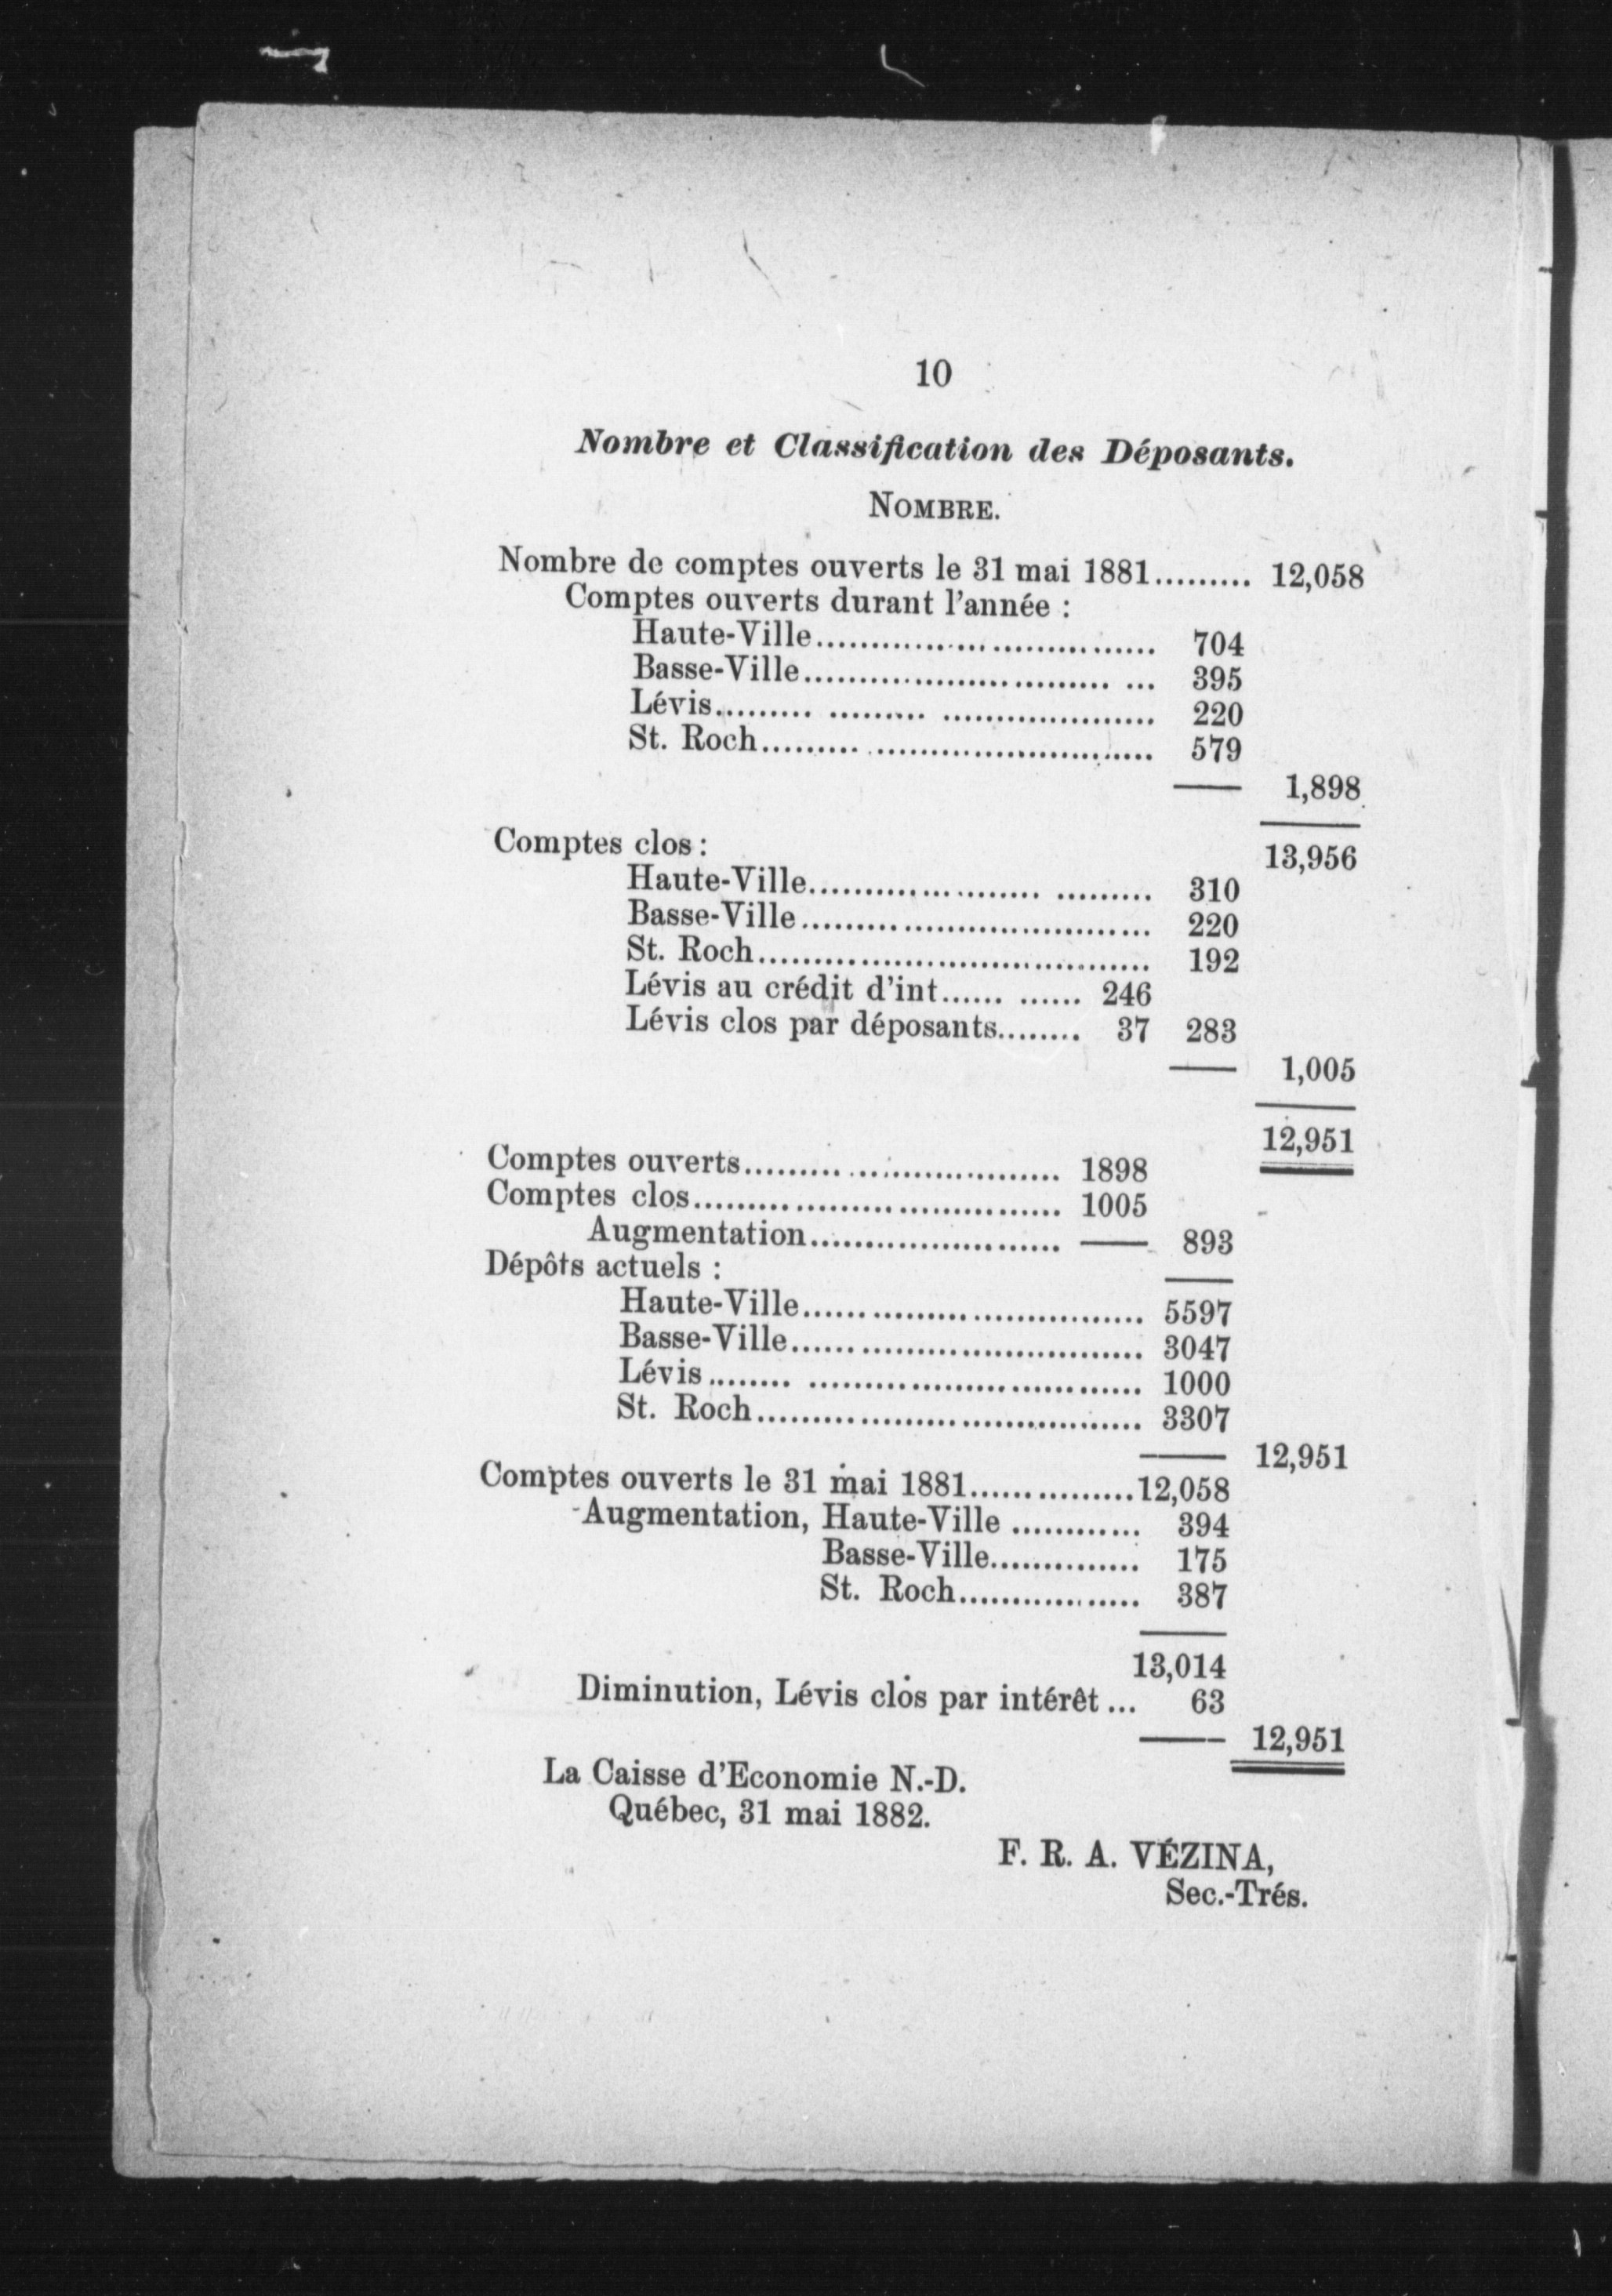 10
Nombre et Classification des Déposants.
NOMBRE.
Nombre de comptes ouverts le 31 mai 1881......... 12,058
Comptes ouverts durant l'année :
Haute-Ville................................. 704
Basse-Ville.............................. ... 395
Lévis......... ......... ..................... 220
St. Roch......... ........................... 579
1,898
13,956
Comptes clos :
Haute-Ville....................... ......... 310
Basse-Ville................................... 220
St. Roch....................................... 192
Lévis au crédit d'int...... ...... 246
Lévis clos par déposants........ 37 283
1,005
12,951
Comptes ouverts............................... 1898
Comptes clos.................................... 1005
Augmentation......................... 893
Dépôts actuels :
Haute-Ville.................................. 5597
Basse-Ville................................... 3047
Lévis........ ................................. 1000
St. Roch...................................... 3307
12,951
Comptes ouverts le 31 mai 1881................12,058
Augmentation, Haute-Ville ............ 394
Basse-Ville............... 175
St. Roch.................. 387
13,014
Diminution, Lévis clos par intérêt ... 63
12,951
La Caisse d'Economie N.-D.
Québec, 31 mai 1882.
F. R. A. VÉZINA,
Sec.-Trés.